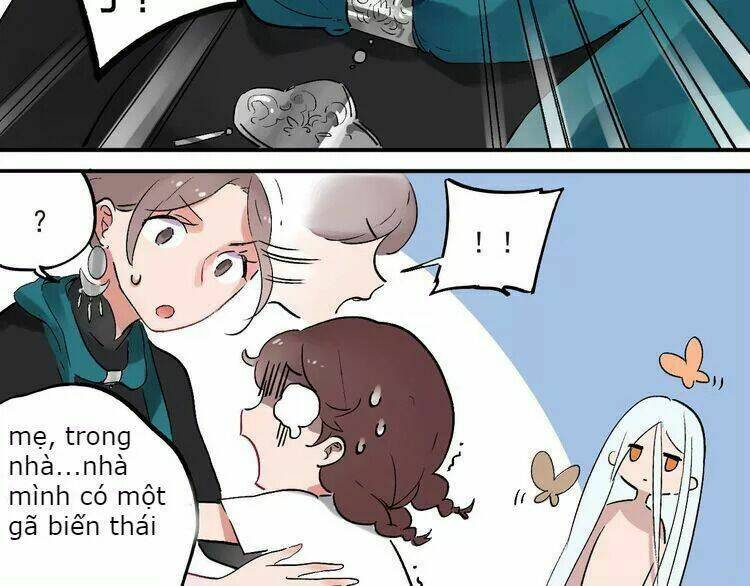 !
?
! !
mẹ, trong
nhà...nhà
mình có một
gã biến thái